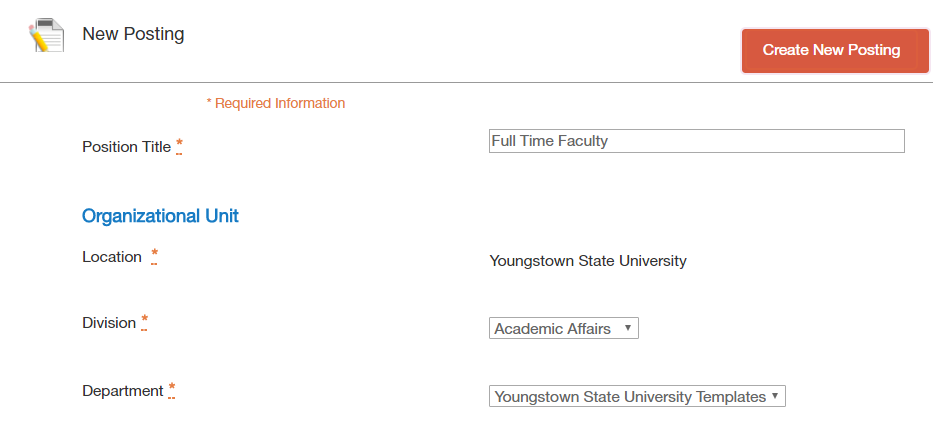 New Posting
Create New Posting
* Required Information
Position Title *
Full Time Faculty
Organizational Unit
Location *
Youngstown State University
Division *
Academic Affairs
Department *
Youngstown State University Templates